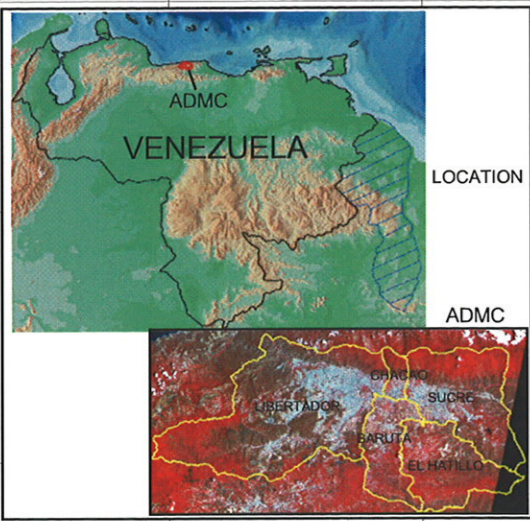 ADMC
VENEZUELA
LOCATION
ADMC
CHACAO
SUCRE
LIBERTADOR
BARUTA
EL HATILLO